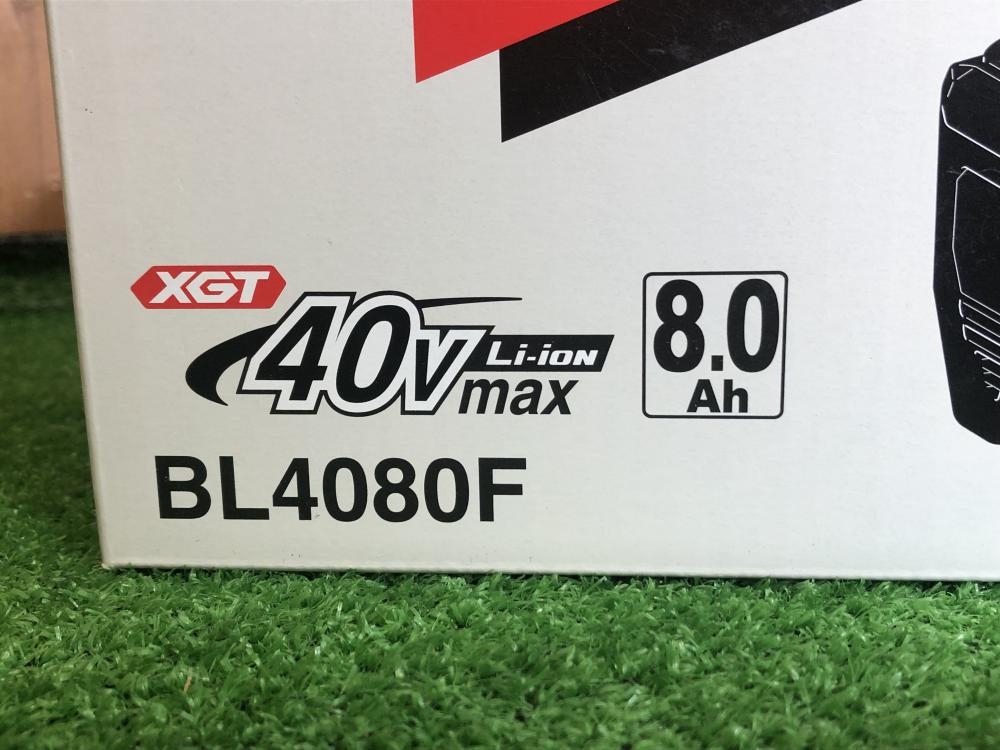 XGT
40V Li-ion
max
8.0
Ah
BL4080F